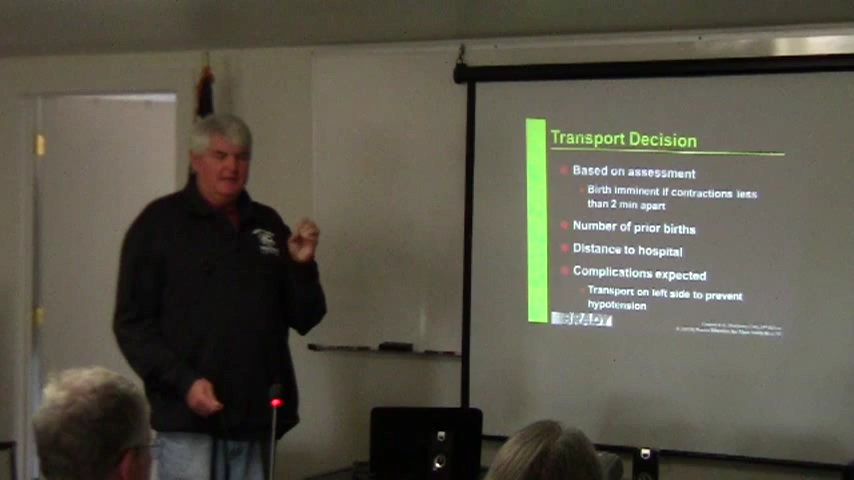 Transport Decision
Based on assessment
Birth imminent if contractions less
than 2 min apart
Number of prior births
Distance to hospital
Complications expected
Transport on left side to prevent
hypotension
BRADY